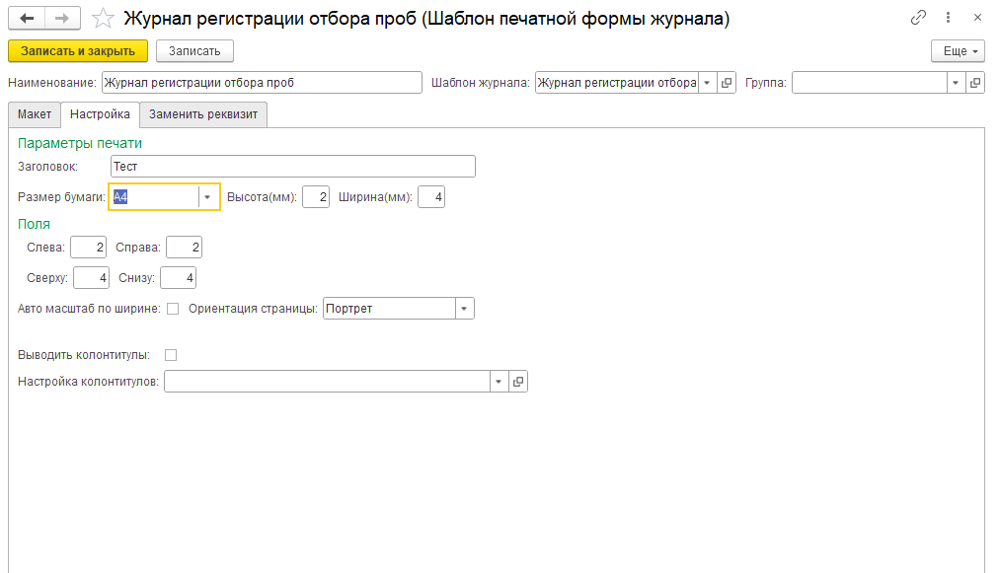 Журнал регистрации отбора проб (Шаблон печатной формы журнала)
Записать и закрыть Записать Еще
Наименование: Журнал регистрации отбора проб Шаблон журнала: Журнал регистрации отбора Группа:
Макет Настройка Заменить реквизит
Параметры печати
Заголовок: Тест
Размер бумаги: A4 Высота(мм): 2 Ширина(мм): 4
Поля
Слева: 2 Справа: 2
Сверху: 4 Снизу: 4
Авто масштаб по ширине: Ориентация страницы: Портрет
Выводить колонтитулы:
Настройка колонтитулов: